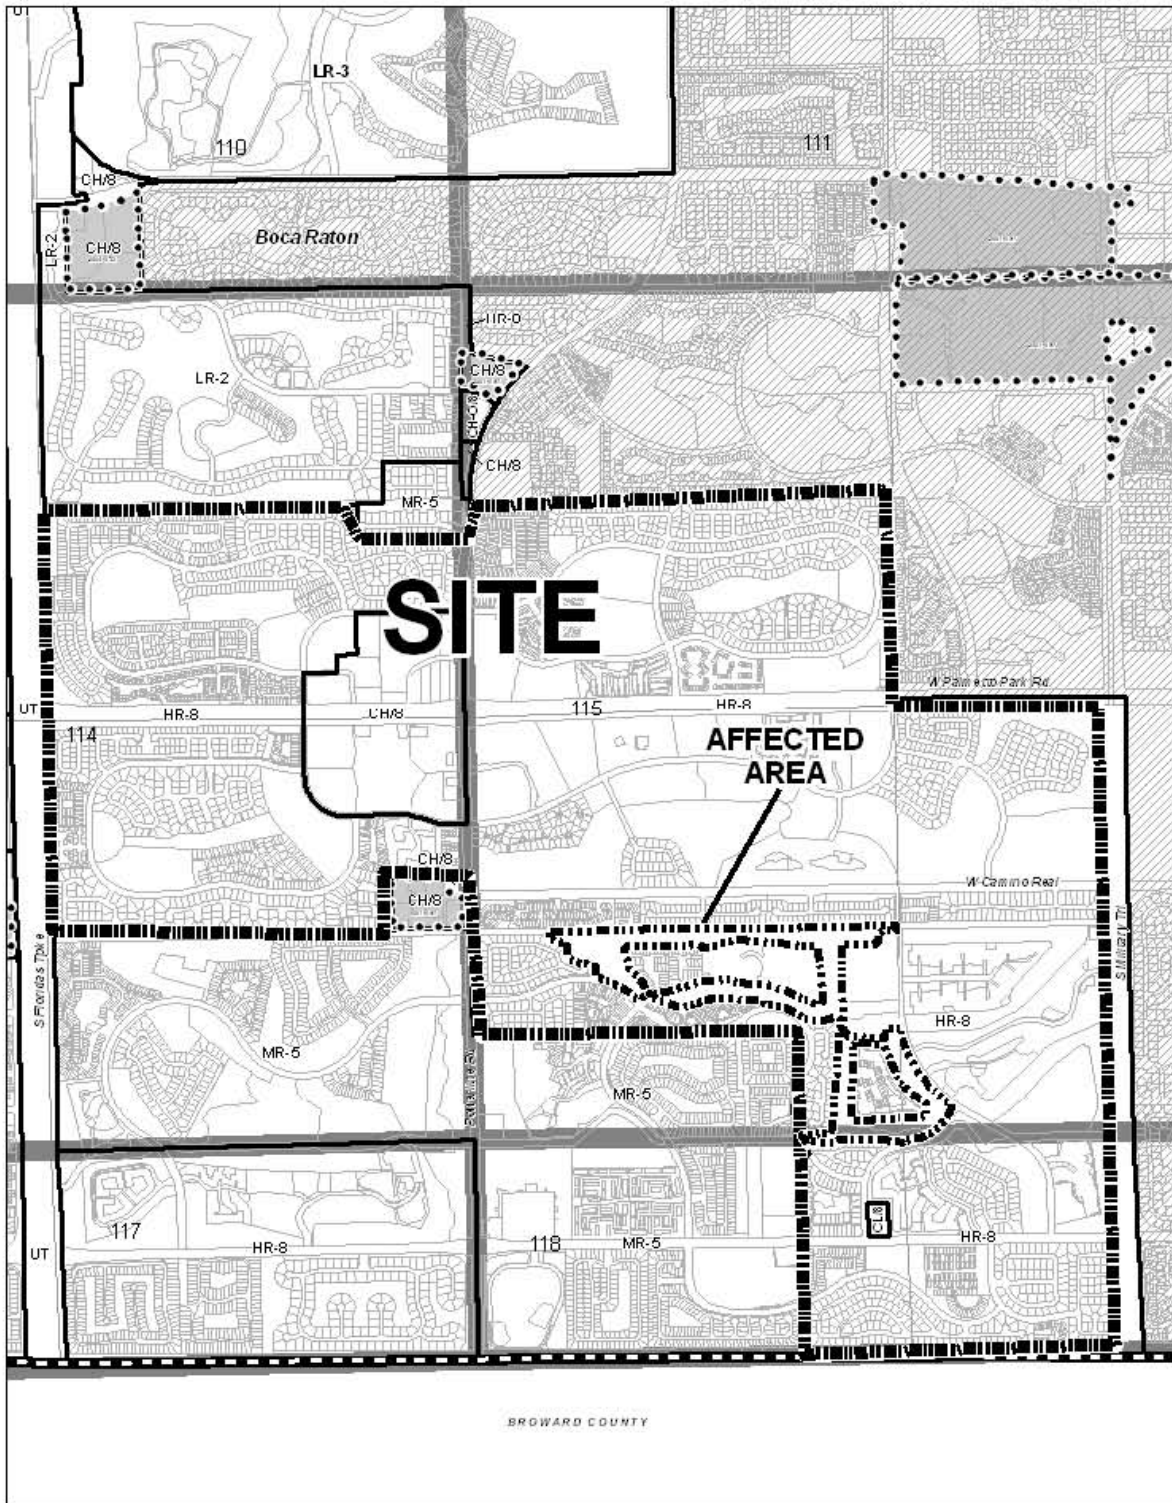 UT
LR-3
110
111
CH/8
LR-2
CH/8
Boca Raton
HR-0
CH/8
LR-2
CH-O/8
CH/8
MR-5
SITE
W Palmetto Park Rd
UT
HR-8
CH/8
115
HR-8
114
AFFECTED
AREA
CH/8
CH/8
W Camino Real
S Floridas Tpke
S Military Trl
HR-8
MR-5
MR-5
CL/8
117
118
UT
HR-8
MR-5
HR-8
BROWARD COUNTY